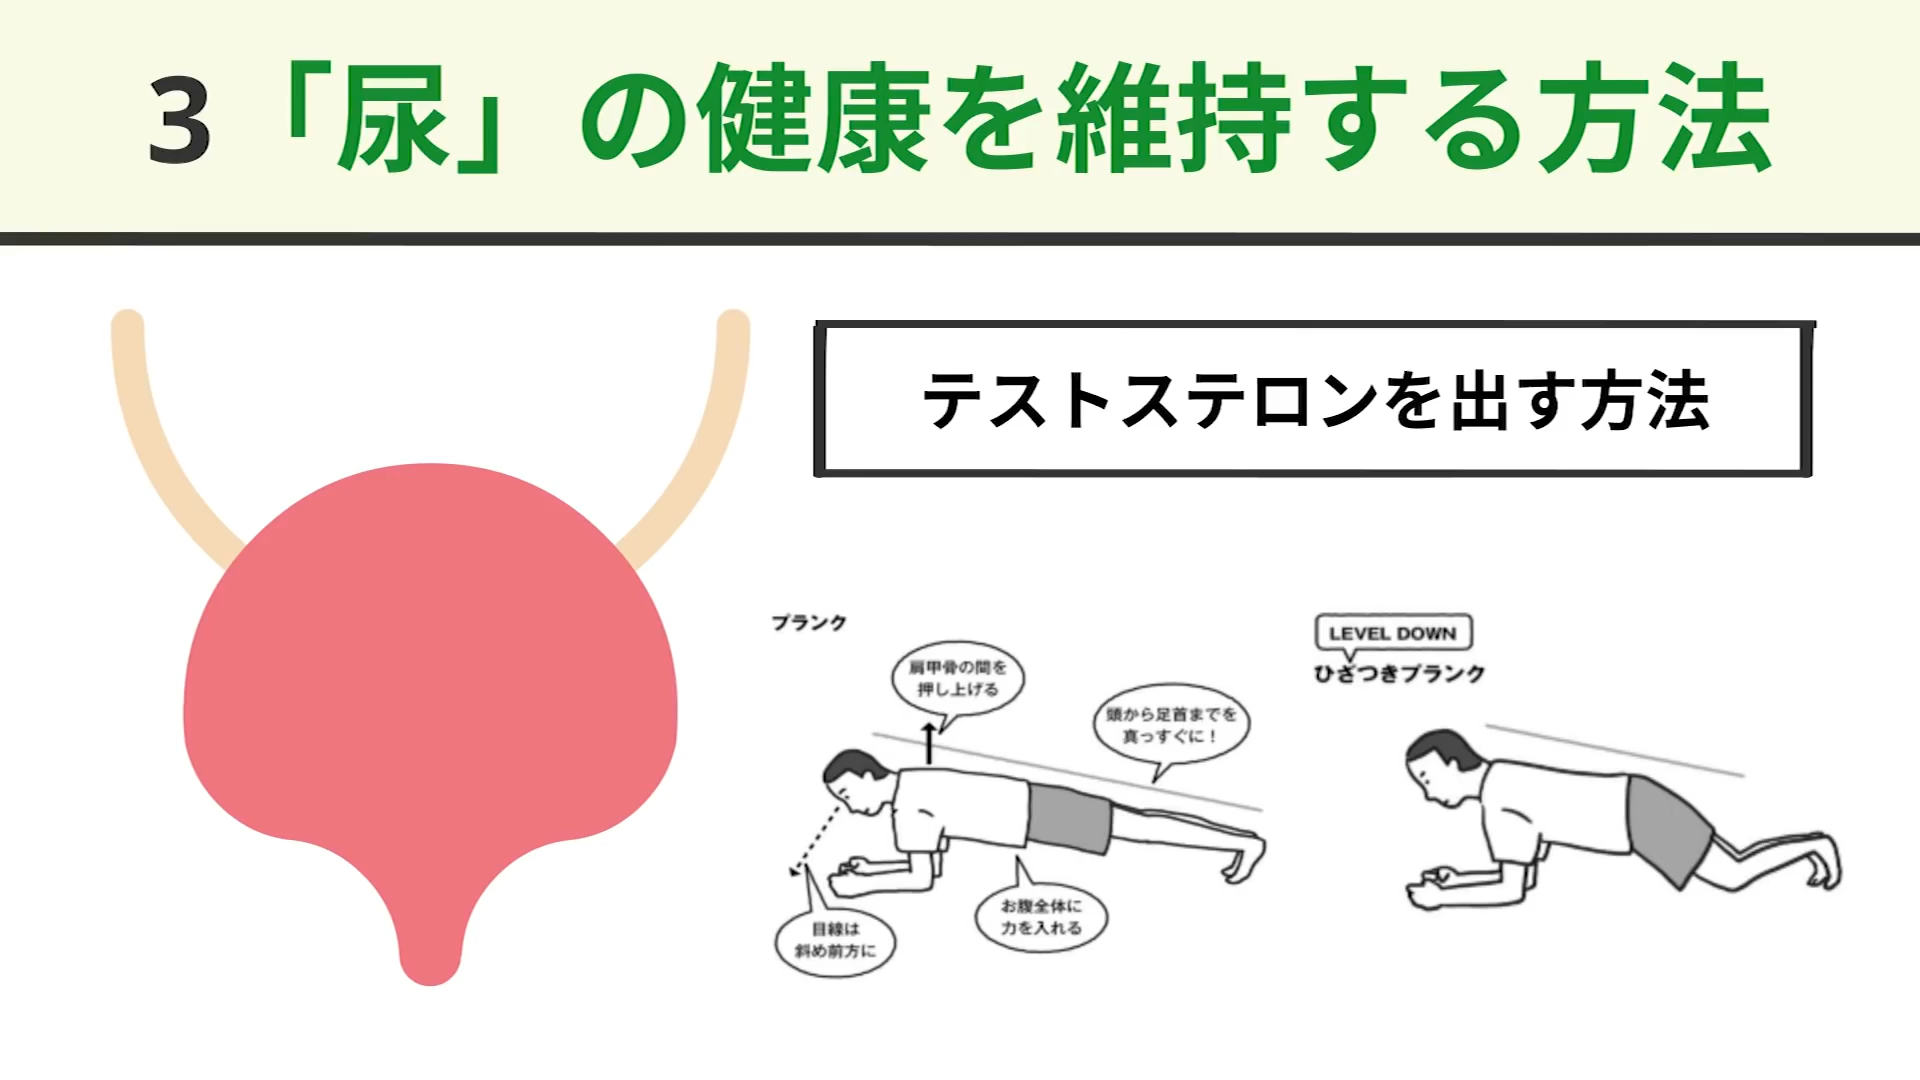 3「尿」の健康を維持する方法
テストステロンを出す方法
プランク
肩甲骨の間を
押し上げる
頭から足首までを
真っすぐに！
目線は
斜め前方に
お腹全体に
力を入れる
LEVEL DOWN
ひざつきプランク